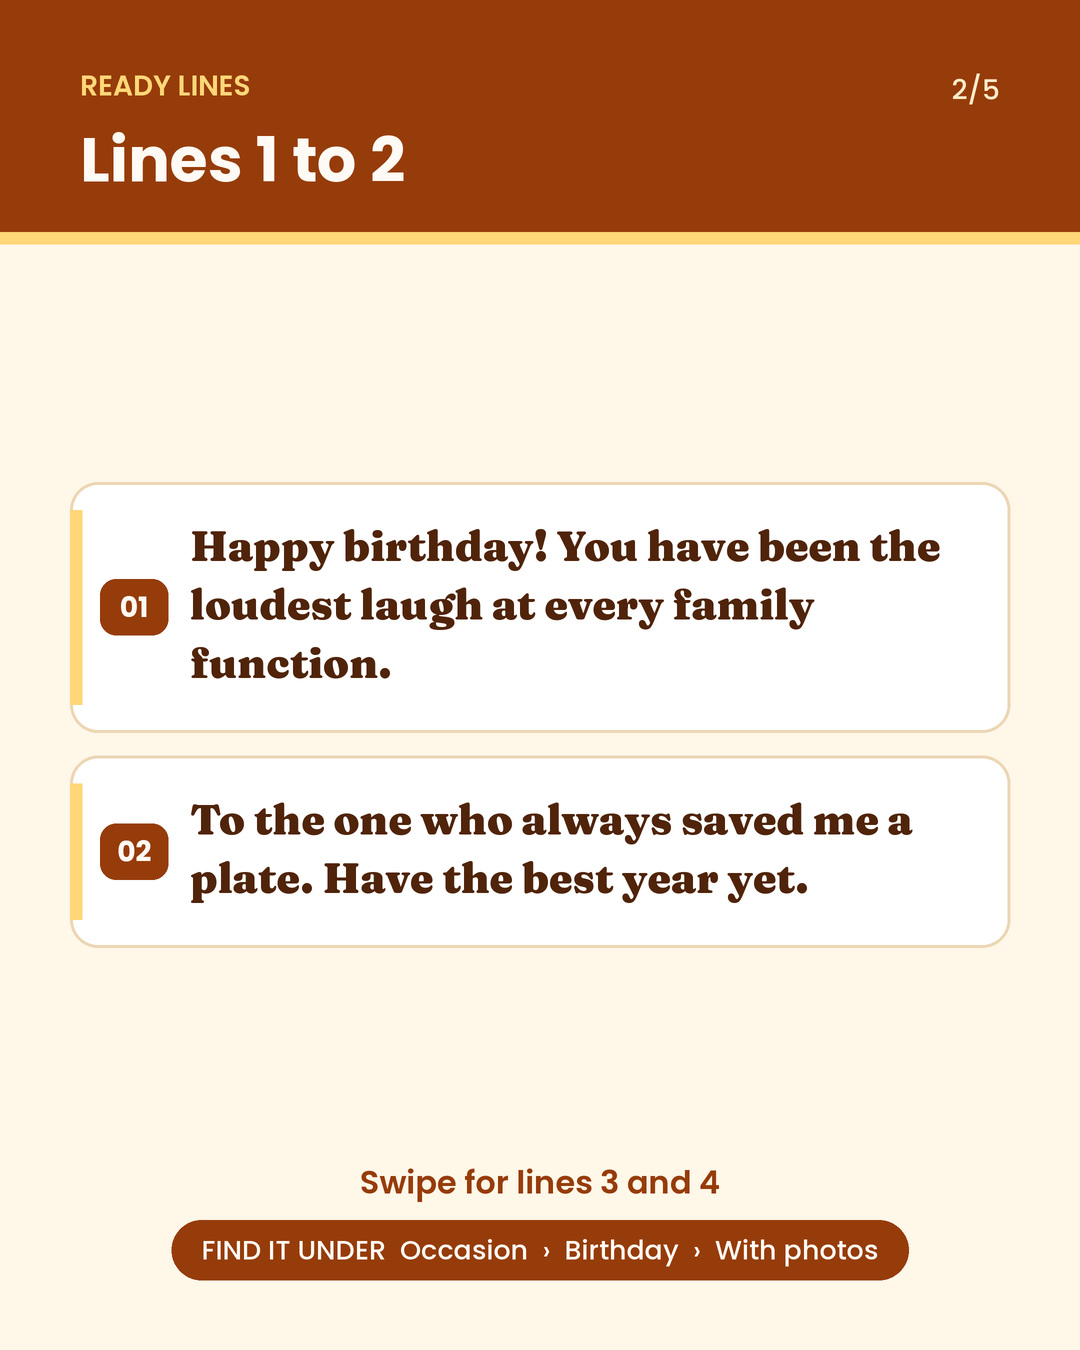 READY LINES
2/5
Lines 1 to 2
01
Happy birthday! You have been the
loudest laugh at every family
function.
02
To the one who always saved me a
plate. Have the best year yet.
Swipe for lines 3 and 4
FIND IT UNDER Occasion › Birthday › With photos